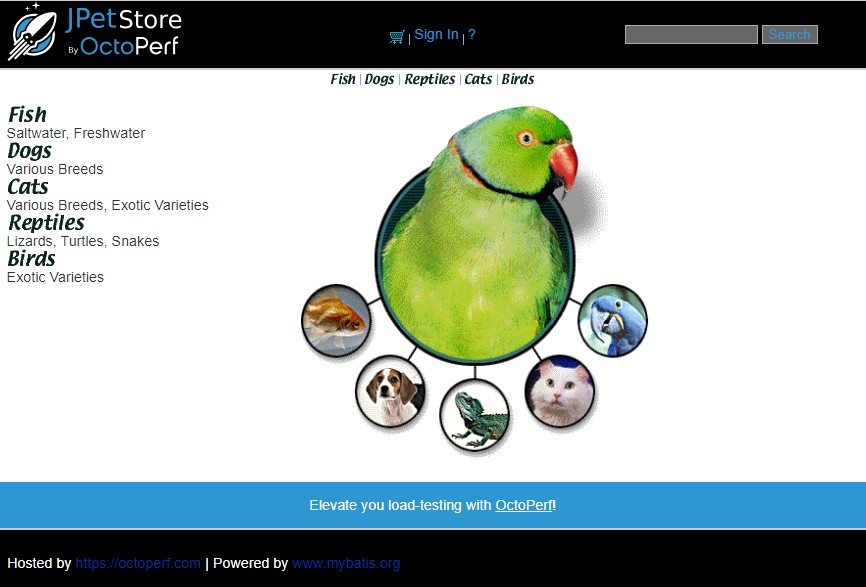 JPetStore
By OctoPerf
| Sign In | ?
Search
Fish | Dogs | Reptiles | Cats | Birds
Fish
Saltwater, Freshwater
Dogs
Various Breeds
Cats
Various Breeds, Exotic Varieties
Reptiles
Lizards, Turtles, Snakes
Birds
Exotic Varieties
Elevate you load-testing with OctoPerf!
Hosted by https://octoperf.com | Powered by www.mybatis.org